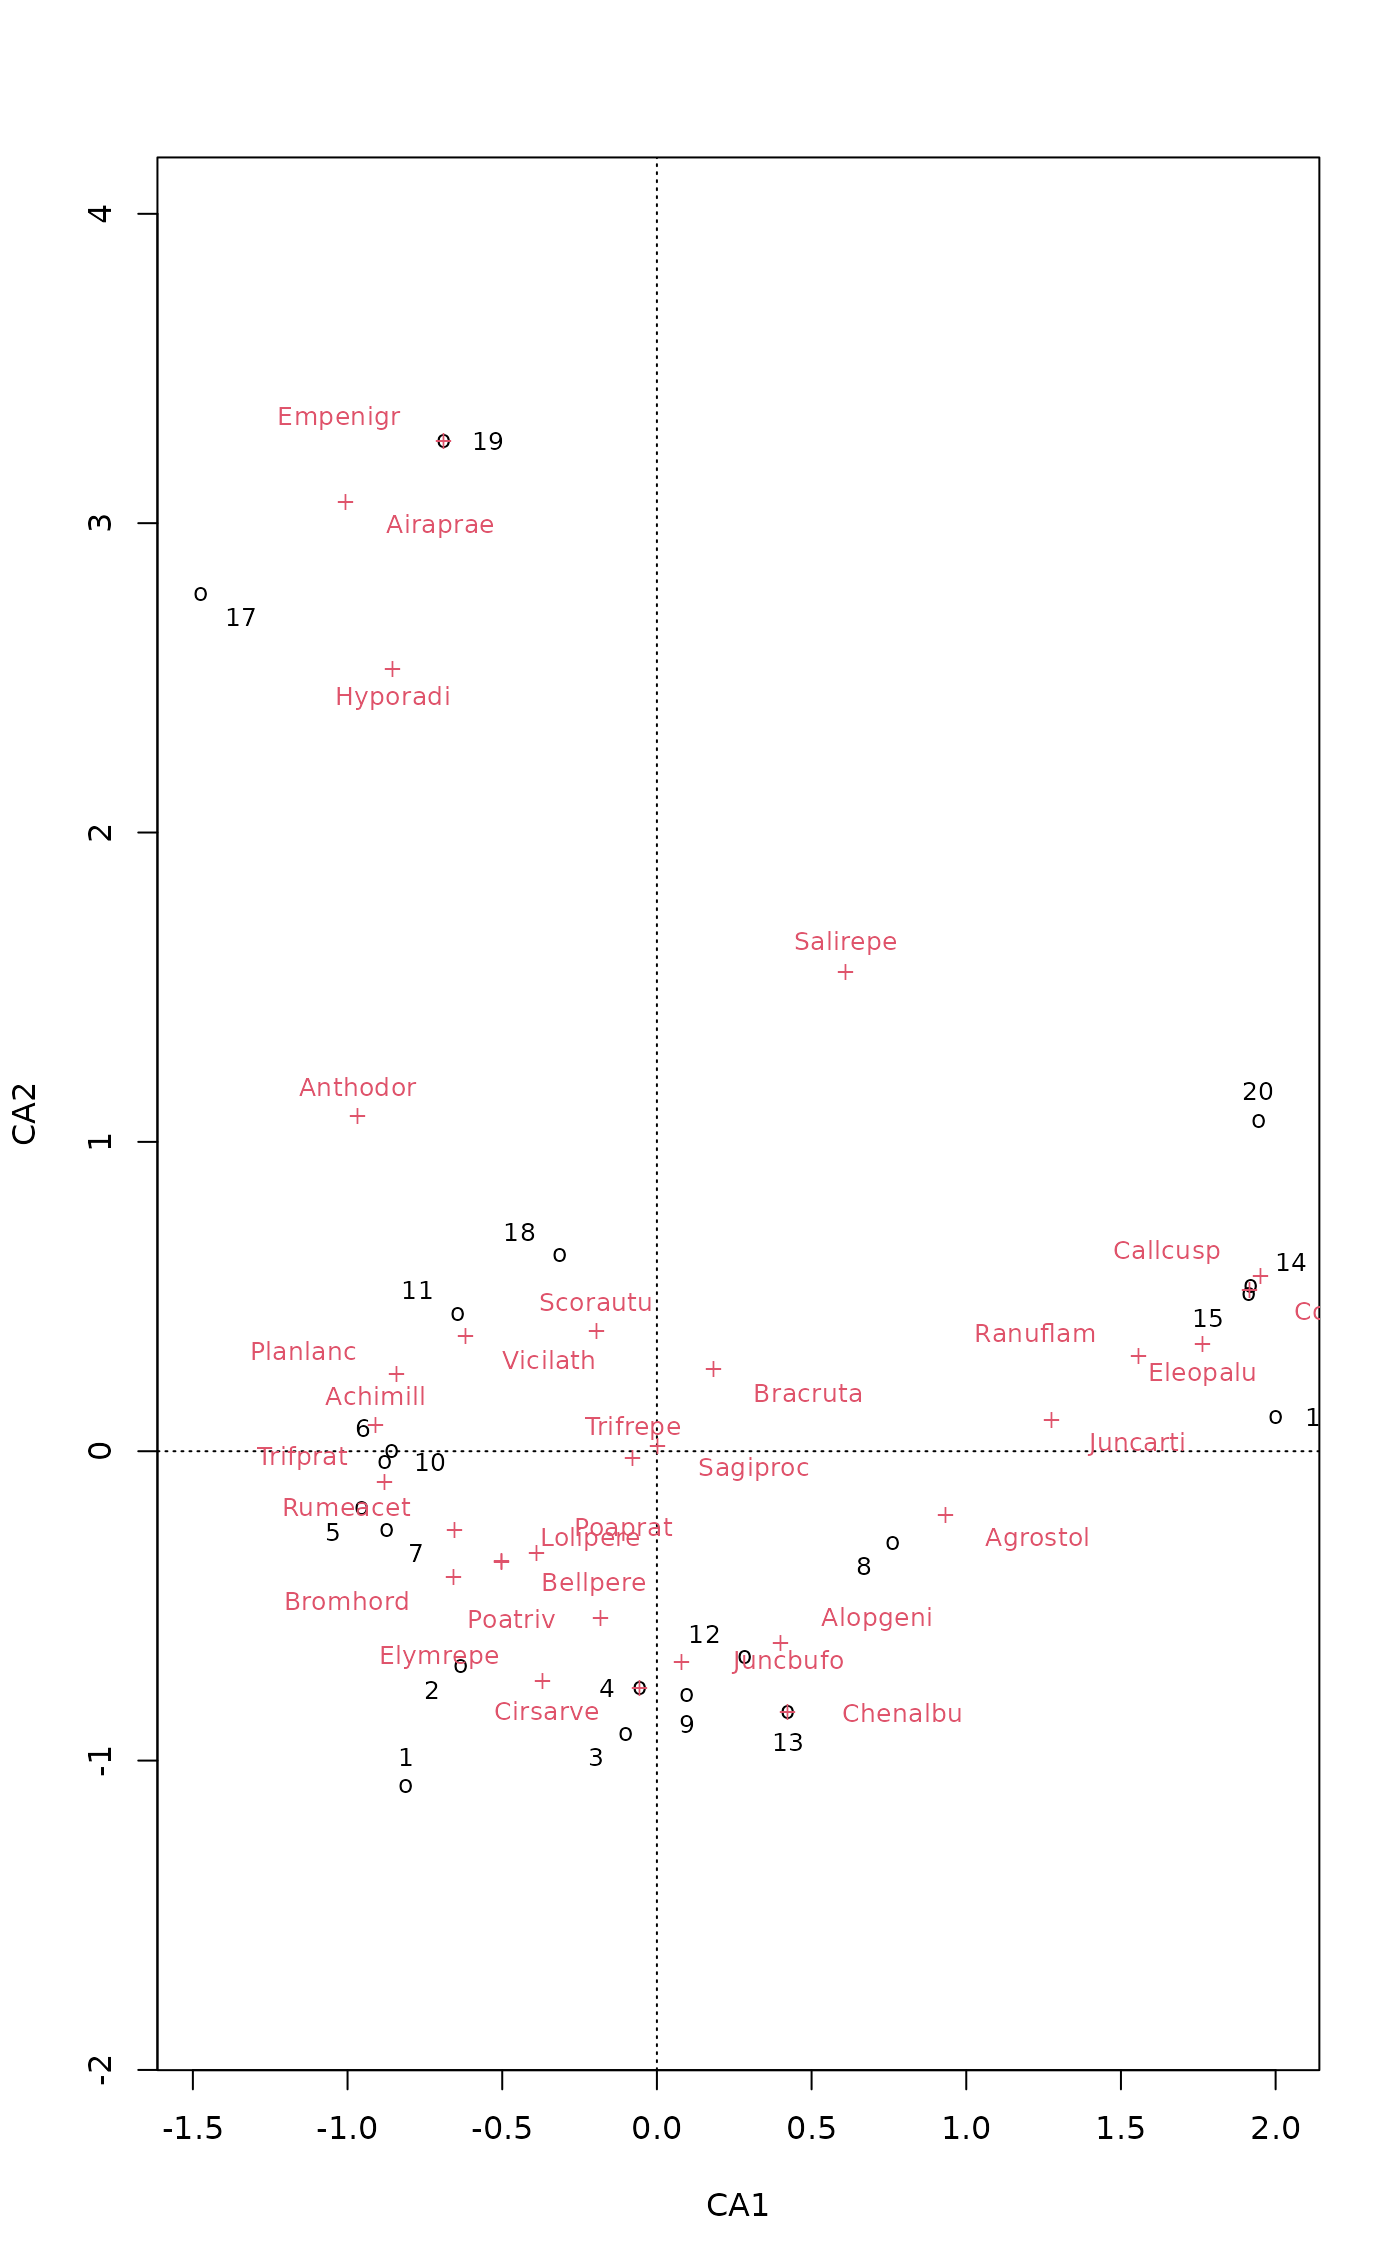 4
Empenigr
19
3
Airaprae
17
Hyporadi
2
Salirepe
CA2
20
Anthodor
1
18
Callcusp
14
11
Scorautu
Co
15
Ranuflam
Planlanc
Vicilath
Eleopalu
Achimill
Bracruta
1
6
Trifrepe
0
Juncarti
Trifprat
10
Sagiproc
Rumeacet
5
Poaprat
Lolipere
Agrostol
7
8
Bellpere
Bromhord
Poatriv
Alopgeni
12
Elymrepe
Juncbufo
2
4
Cirsarve
9
Chenalbu
13
1
3
-1
-2
-1.5 -1.0 -0.5 0.0 0.5 1.0 1.5 2.0
CA1